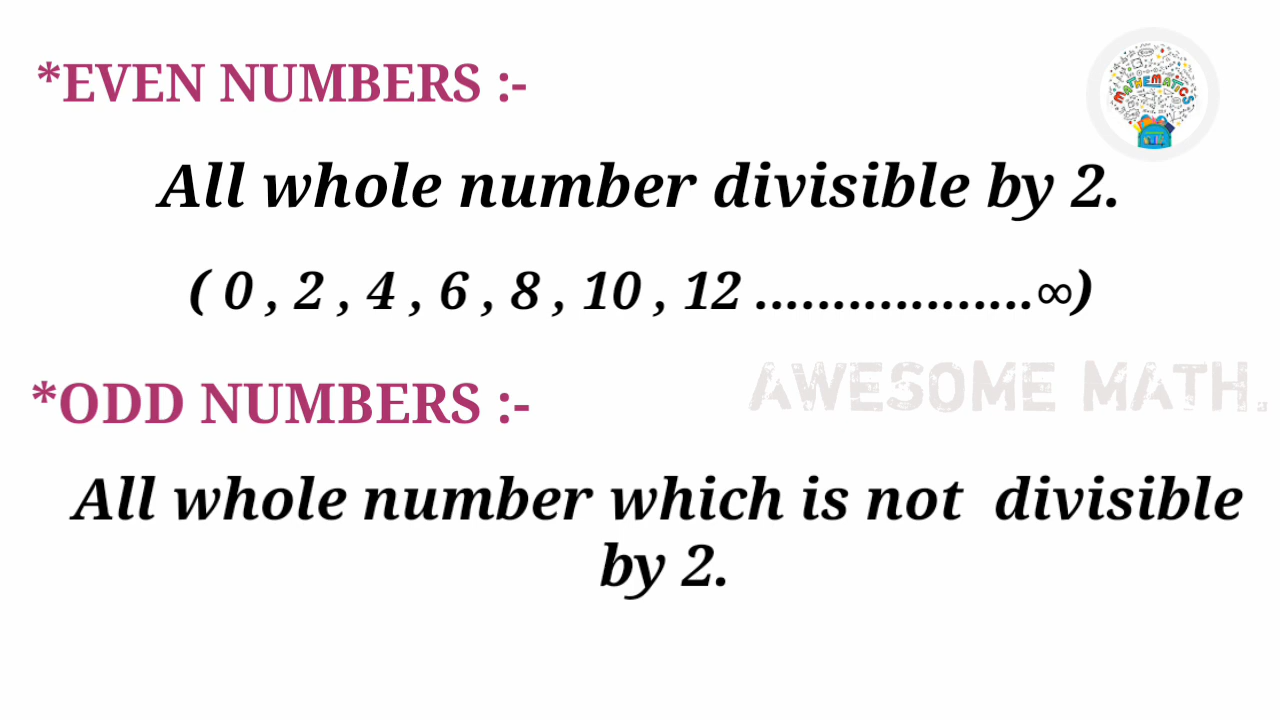 *EVEN NUMBERS :-
MATHEMATICS
All whole number divisible by 2.
( 0 , 2 , 4 , 6 , 8 , 10 , 12 ..................∞)
AWESOME MATH.
*ODD NUMBERS :-
All whole number which is not  divisible
by 2.